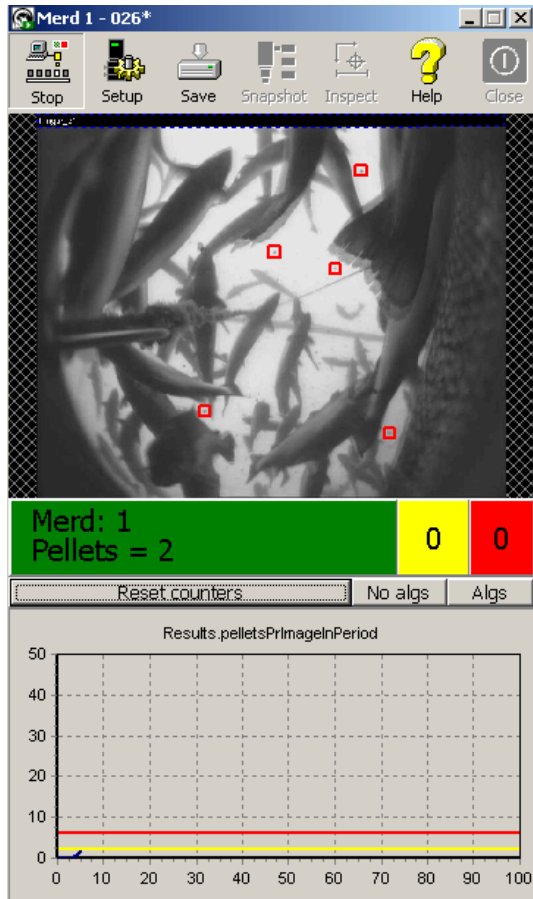 Merd 1 - 026*
Stop Setup Save Snapshot Inspect Help Close
Merd: 1
Pellets = 2
0 0
Reset counters No algs Algs
Results.pelletsPrImageInPeriod
50
40
30
20
10
0
0 10 20 30 40 50 60 70 80 90 100